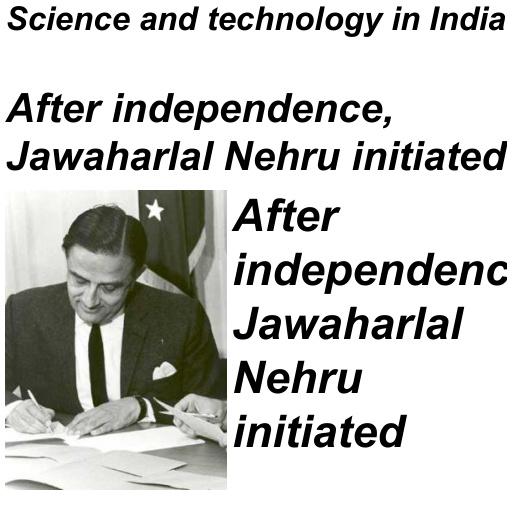 Science and technology in India
After independence,
Jawaharlal Nehru initiated
After
independenc
Jawaharlal
Nehru
initiated